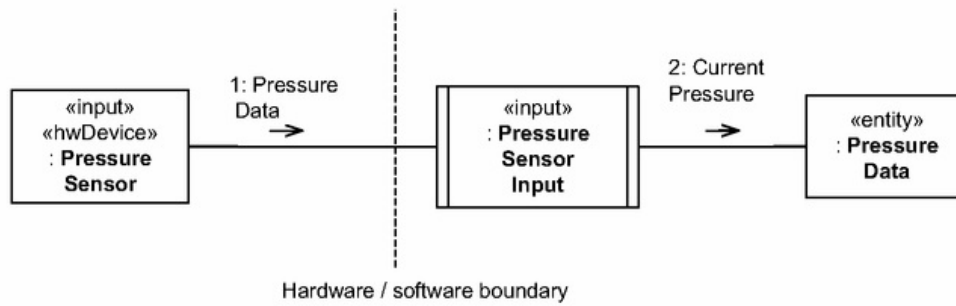 1: Pressure
Data
2: Current
Pressure
«input»
«hwDevice»
: Pressure
Sensor
«input»
: Pressure
Sensor
Input
«entity»
: Pressure
Data
Hardware / software boundary